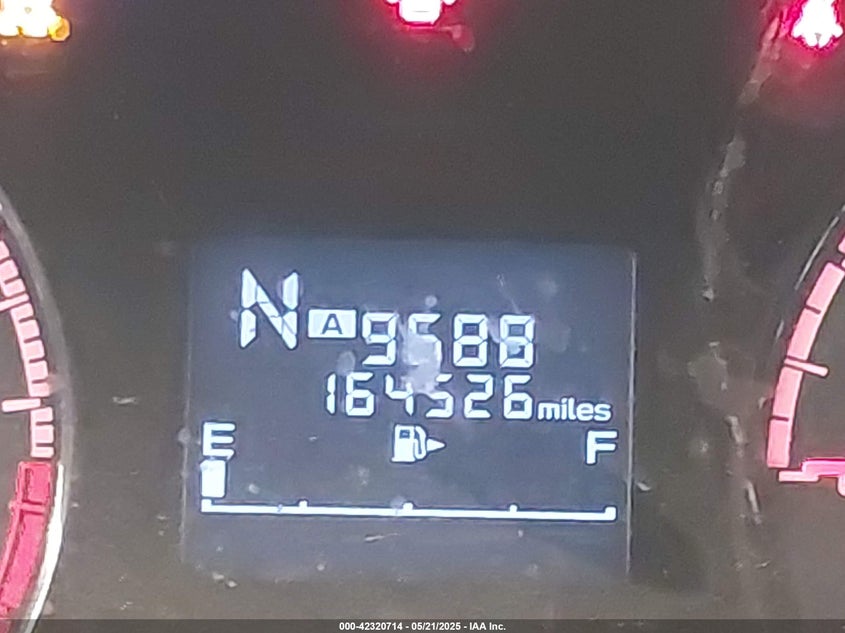 N A 9588
164526 miles
E F
000-42320714 - 05/21/2025 - IAA Inc.